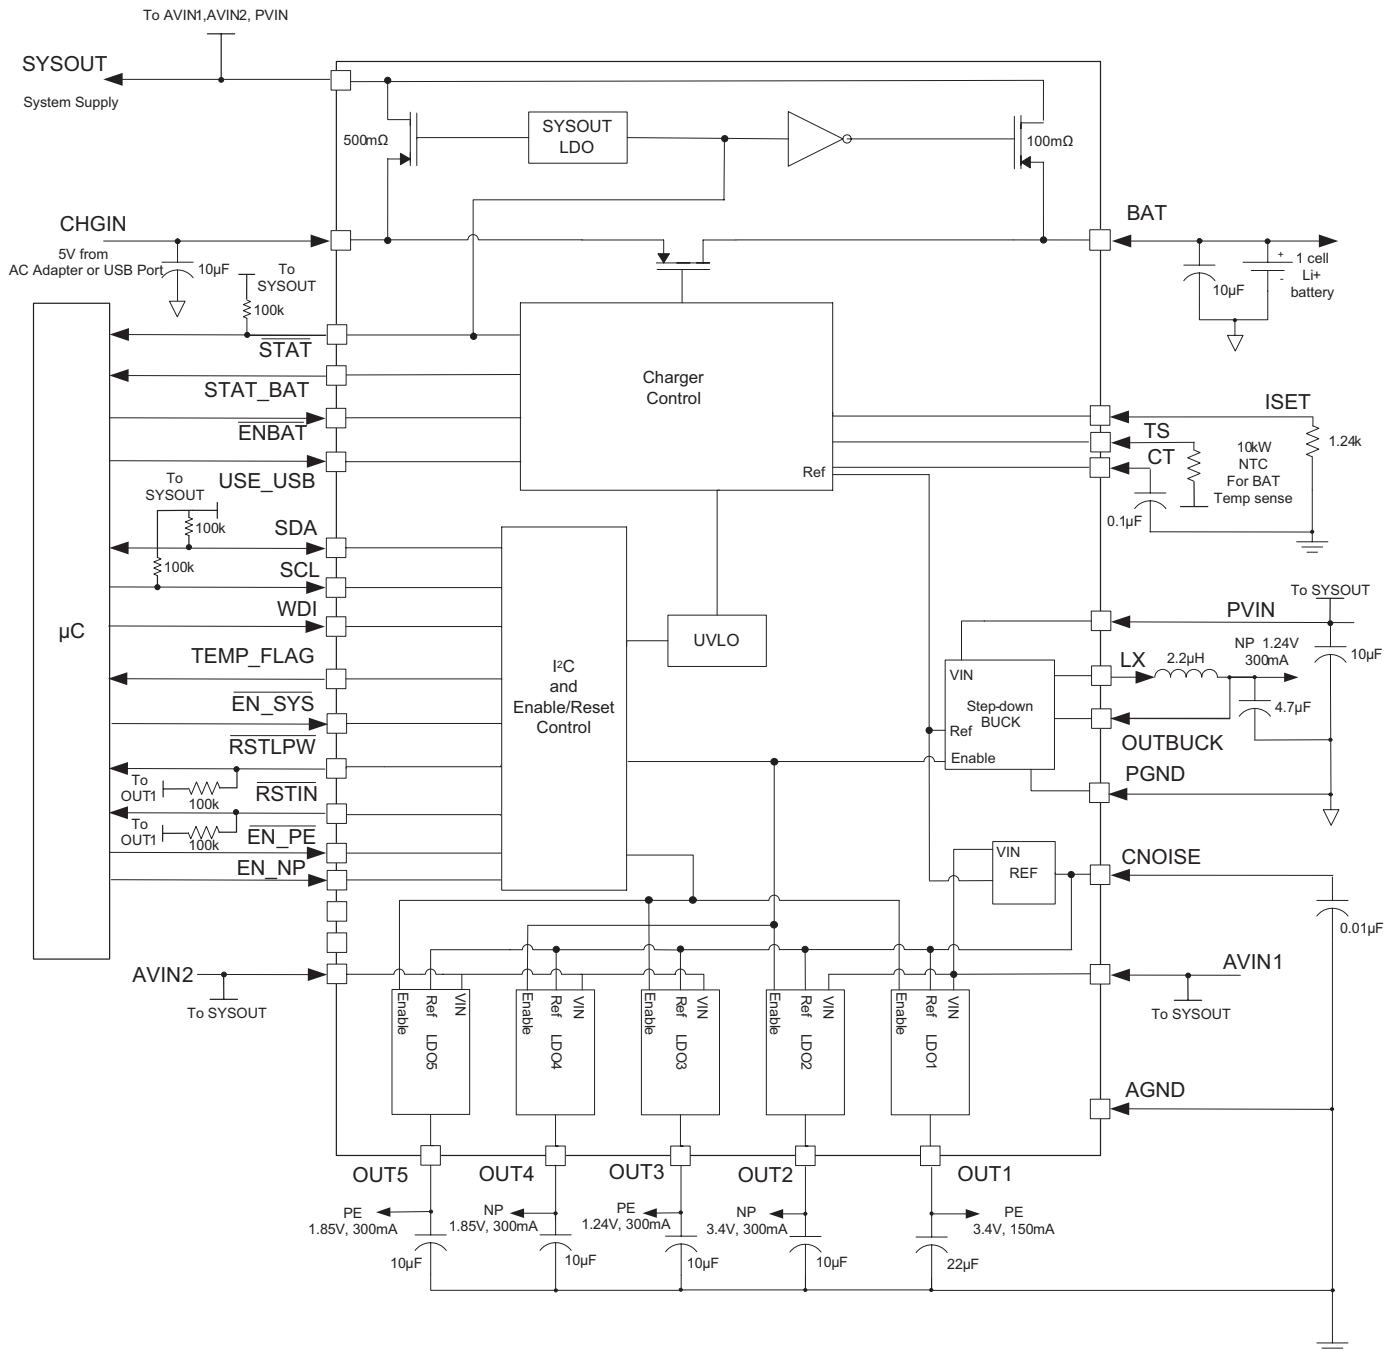 To AVIN1,AVIN2, PVIN
SYSOUT
System Supply
500mΩ
SYSOUT
LDO
100mΩ
CHGIN
5V from
AC Adapter or USB Port
10µF
To
SYSOUT
100k
BAT
10µF
+
-
1 cell
Li+
battery
STAT
STAT_BAT
ENBAT
USE_USB
Charger
Control
Ref
ISET
1.24k
TS
CT
10kW
NTC
For BAT
Temp sense
0.1µF
To
SYSOUT
100k
100k
SDA
SCL
WDI
TEMP_FLAG
EN_SYS
RSTLPW
To
OUT1
100k
RSTIN
To
OUT1
100k
EN_PE
EN_NP
µC
I²C
and
Enable/Reset
Control
UVLO
To SYSOUT
PVIN
10µF
LX
2.2µH
NP 1.24V
300mA
4.7µF
OUTBUCK
PGND
VIN
Step-down
BUCK
Ref
Enable
VIN
REF
CNOISE
0.01µF
AVIN2
To SYSOUT
AVIN1
To SYSOUT
Enable
Ref
LDO5
VIN
Enable
Ref
LDO4
VIN
Enable
Ref
LDO3
VIN
Enable
Ref
LDO2
VIN
Enable
Ref
LDO1
VIN
AGND
OUT5
OUT4
OUT3
OUT2
OUT1
PE
1.85V, 300mA
NP
1.85V, 300mA
PE
1.24V, 300mA
NP
3.4V, 300mA
PE
3.4V, 150mA
10µF
10µF
10µF
10µF
22µF